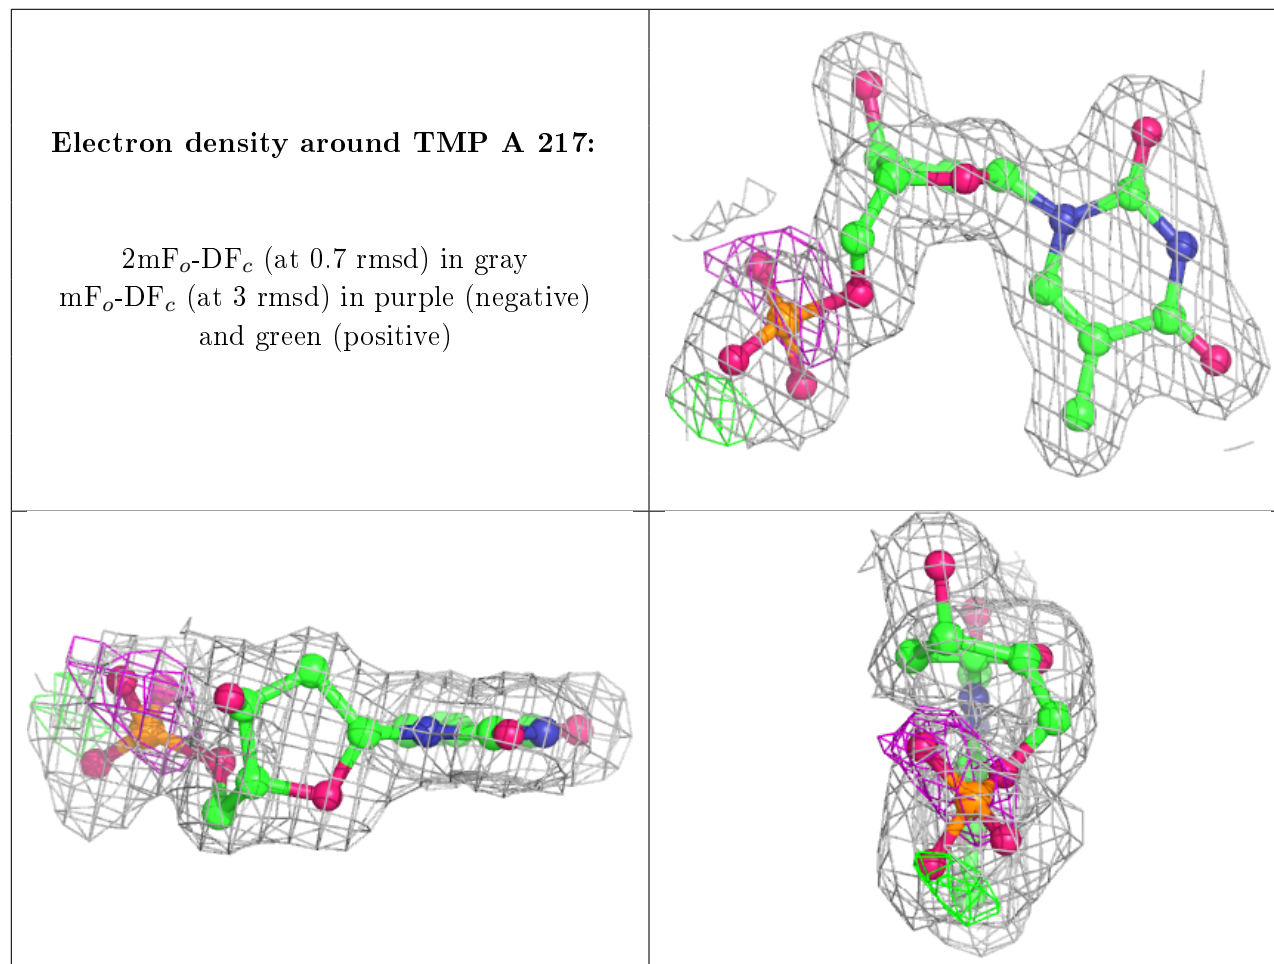 Electron density around TMP A 217:
2mFo-DFc (at 0.7 rmsd) in gray
mFo-DFc (at 3 rmsd) in purple (negative)
and green (positive)